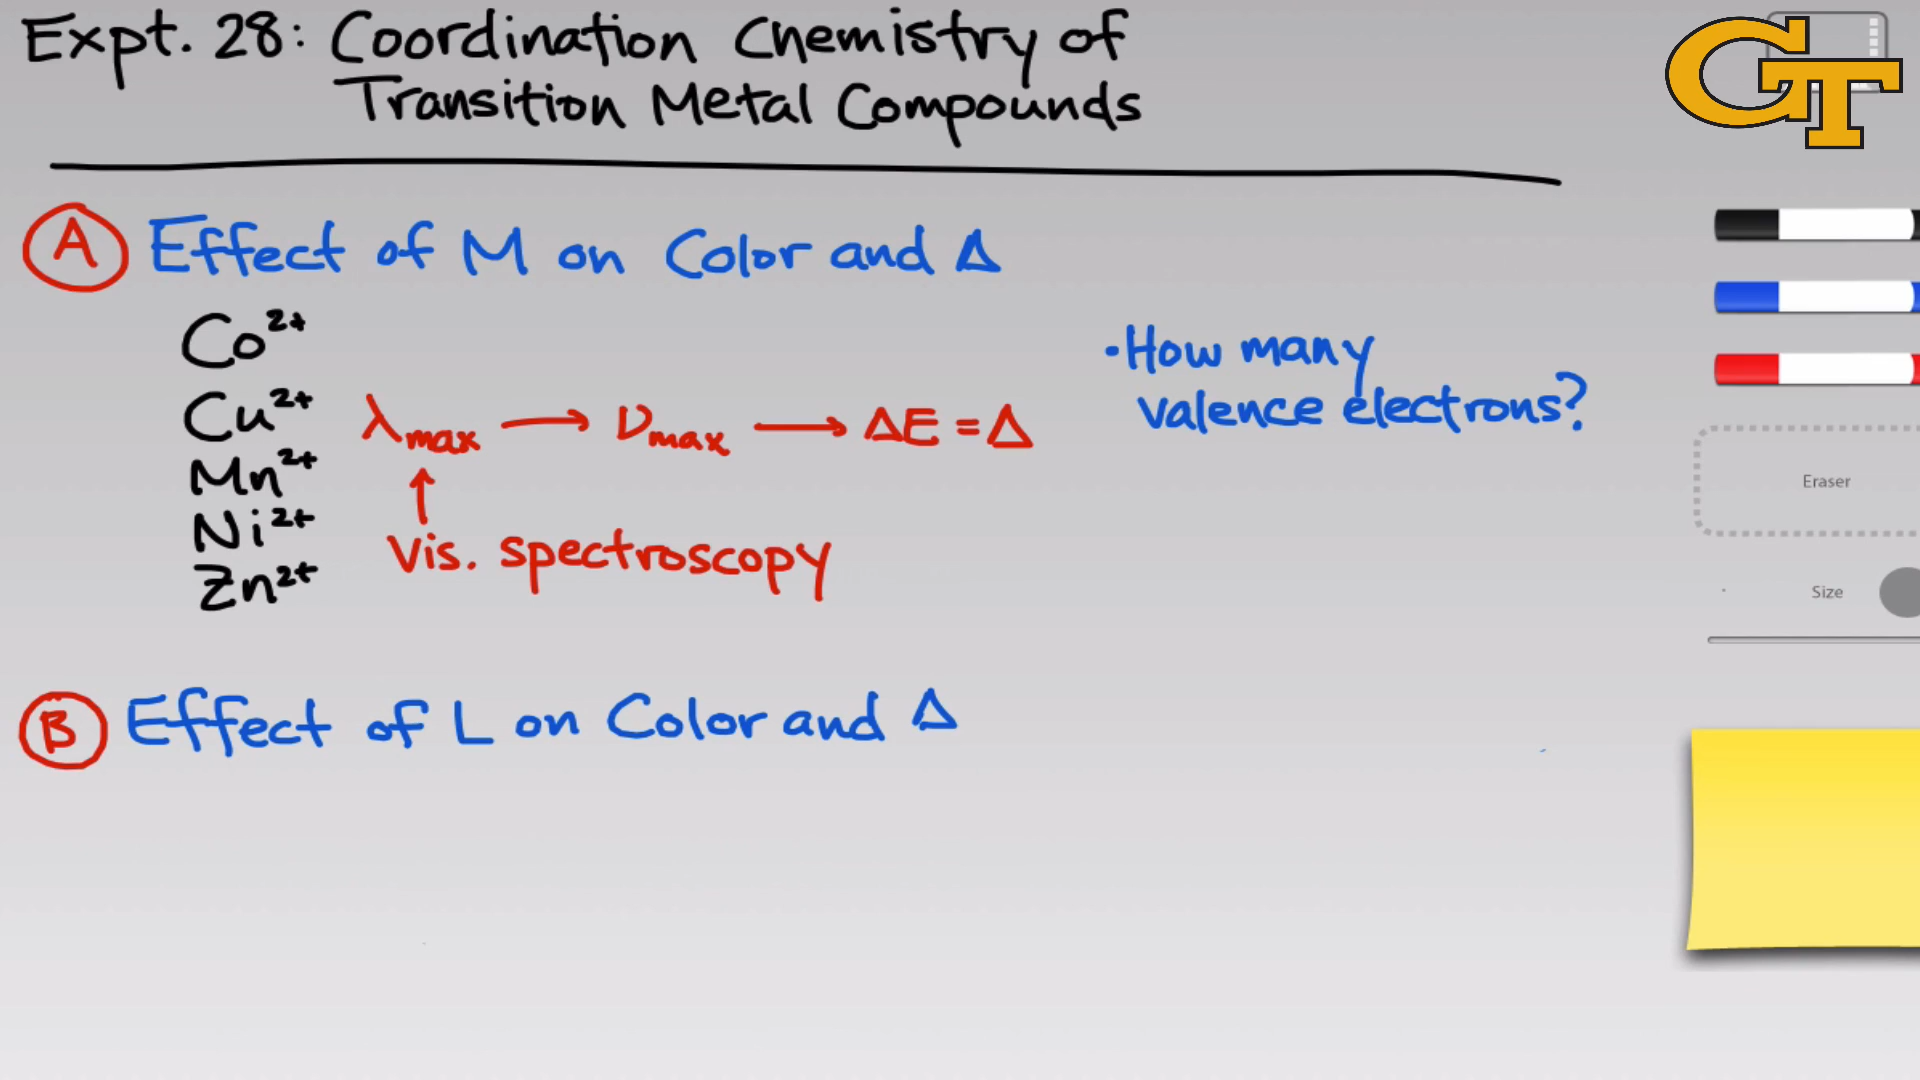 Expt. 28: Coordination Chemistry of
Transition Metal Compounds
GT
A Effect of M on Color and Δ
Co²⁺
Cu²⁺
Mn²⁺
Ni²⁺
Zn²⁺
λmax → νmax → ΔE = Δ
↑
Vis. spectroscopy
• How many
valence electrons?
B Effect of L on Color and Δ
Eraser
Size